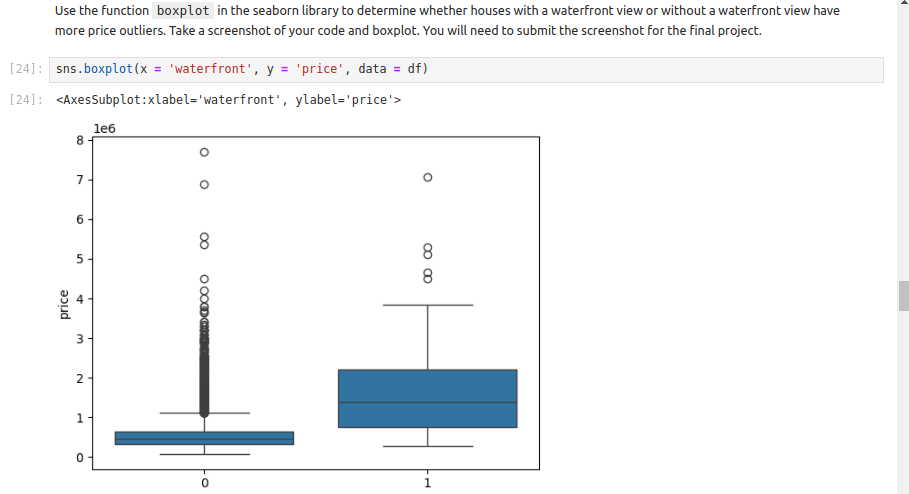 Use the function boxplot in the seaborn library to determine whether houses with a waterfront view or without a waterfront view have
more price outliers. Take a screenshot of your code and boxplot. You will need to submit the screenshot for the final project.
[24]: sns.boxplot(x = 'waterfront', y = 'price', data = df)
[24]: <AxesSubplot:xlabel='waterfront', ylabel='price'>
1e6
8
7
6
5
4
3
2
1
0
price
0 1